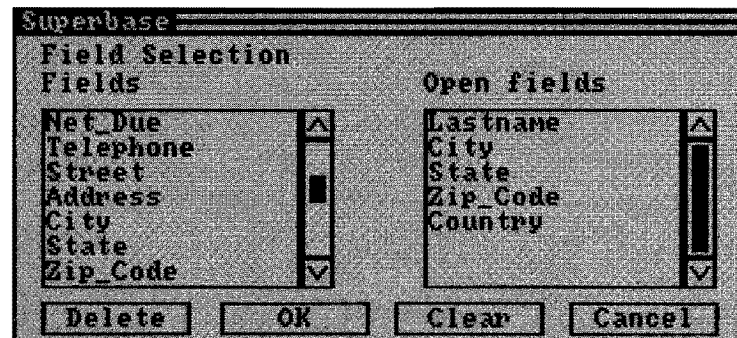 Superbase
Field Selection
Fields
Net_Due
Telephone
Street
Address
City
State
Zip_Code
Open fields
Lastname
City
State
Zip_Code
Country
Delete
OK
Clear
Cancel